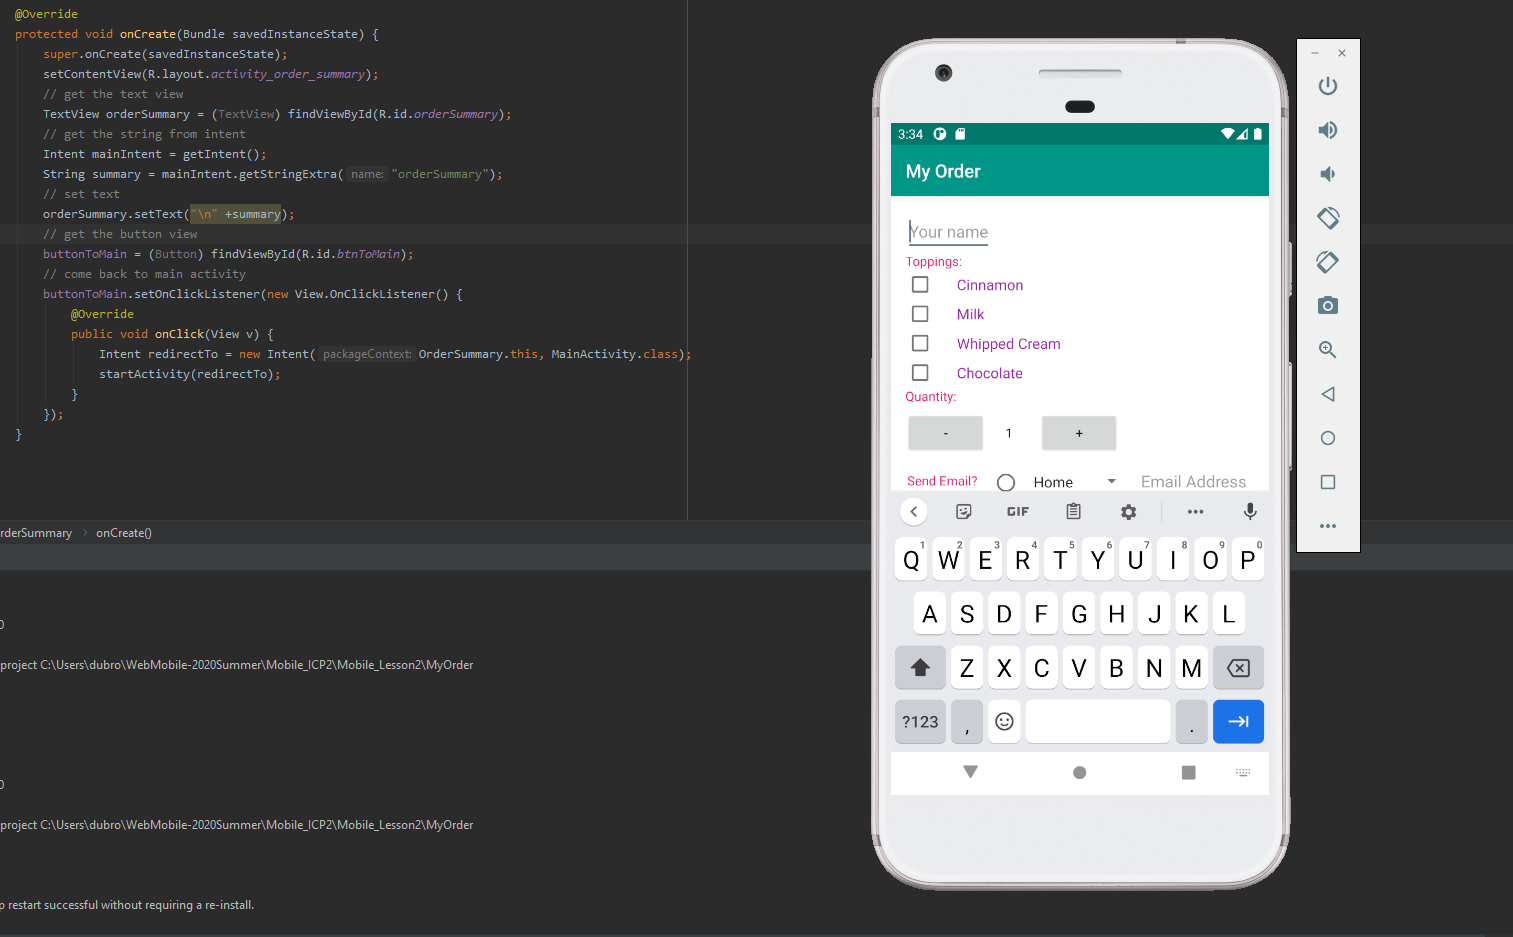 @Override
protected void onCreate(Bundle savedInstanceState) {
super.onCreate(savedInstanceState);
setContentView(R.layout.activity_order_summary);
// get the text view
TextView orderSummary = (TextView) findViewById(R.id.orderSummary);
// get the string from intent
Intent mainIntent = getIntent();
String summary = mainIntent.getStringExtra( name: "orderSummary");
// set text
orderSummary.setText("\n" +summary);
// get the button view
buttonToMain = (Button) findViewById(R.id.btnToMain);
// come back to main activity
buttonToMain.setOnClickListener(new View.OnClickListener() {
@Override
public void onClick(View v) {
Intent redirectTo = new Intent( packageContext: OrderSummary.this, MainActivity.class);
startActivity(redirectTo);
}
});
}
rderSummary > onCreate()
0
project C:\Users\dubro\WebMobile-2020Summer\Mobile_ICP2\Mobile_Lesson2\MyOrder
0
project C:\Users\dubro\WebMobile-2020Summer\Mobile_ICP2\Mobile_Lesson2\MyOrder
p restart successful without requiring a re-install.
3:34
My Order
Your name
Toppings:
Cinnamon
Milk
Whipped Cream
Chocolate
Quantity:
- 1 +
Send Email? Home Email Address
GIF
1 2 3 4 5 6 7 8 9 0
Q W E R T Y U I O P
A S D F G H J K L
Z X C V B N M
?123 , .